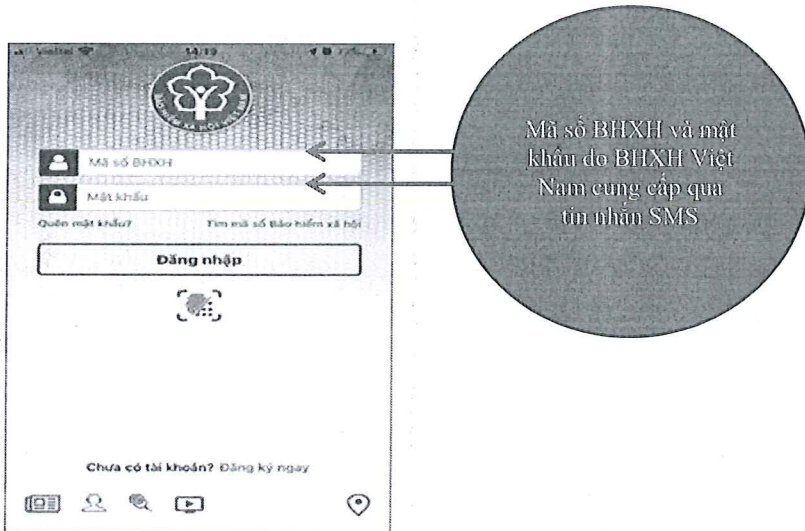 Viettel 14/19
BẢO HIỂM XÃ HỘI VIỆT NAM
Mã số BHXH
Mật khẩu
Quên mật khẩu? Tìm mã số Bảo hiểm xã hội
Đăng nhập
Chưa có tài khoản? Đăng ký ngay
Mã số BHXH và mật
khẩu do BHXH Việt
Nam cung cấp qua
tin nhắn SMS